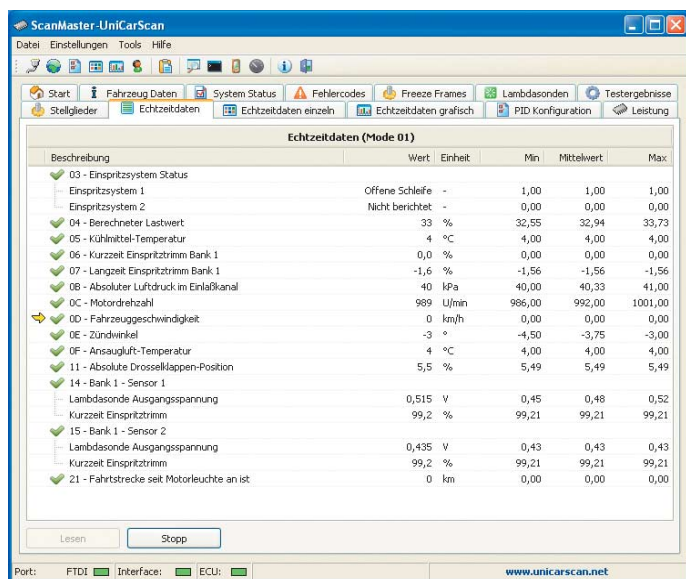 ScanMaster-UniCarScan
Datei Einstellungen Tools Hilfe
Start Fahrzeug Daten System Status Fehlercodes Freeze Frames Lambdasonden Testergebnisse
Stellglieder Echtzeitdaten Echtzeitdaten einzeln Echtzeitdaten grafisch PID Konfiguration Leistung
Echtzeitdaten (Mode 01)
Beschreibung Wert Einheit Min Mittelwert Max
03 - Einspritzsystem Status
Einspritzsystem 1 Offene Schleife - 1,00 1,00 1,00
Einspritzsystem 2 Nicht berichtet - 0,00 0,00 0,00
04 - Berechneter Lastwert 33 % 32,55 32,94 33,73
05 - Kühlmittel-Temperatur 4 °C 4,00 4,00 4,00
06 - Kurzzeit Einspritztrimm Bank 1 0,0 % 0,00 0,00 0,00
07 - Langzeit Einspritztrimm Bank 1 -1,6 % -1,56 -1,56 -1,56
0B - Absoluter Luftdruck im Einlaßkanal 40 kPa 40,00 40,33 41,00
0C - Motordrehzahl 989 U/min 986,00 992,00 1001,00
0D - Fahrzeuggeschwindigkeit 0 km/h 0,00 0,00 0,00
0E - Zündwinkel -3 ° -4,50 -3,75 -3,00
0F - Ansaugluft-Temperatur 4 °C 4,00 4,00 4,00
11 - Absolute Drosselklappen-Position 5,5 % 5,49 5,49 5,49
14 - Bank 1 - Sensor 1
Lambdasonde Ausgangsspannung 0,515 V 0,45 0,48 0,52
Kurzzeit Einspritztrimm 99,2 % 99,21 99,21 99,21
15 - Bank 1 - Sensor 2
Lambdasonde Ausgangsspannung 0,435 V 0,43 0,43 0,43
Kurzzeit Einspritztrimm 99,2 % 99,21 99,21 99,21
21 - Fahrtstrecke seit Motorleuchte an ist 0 km 0,00 0,00 0,00
Lesen Stopp
Port: FTDI Interface: ECU: www.unicarscan.net